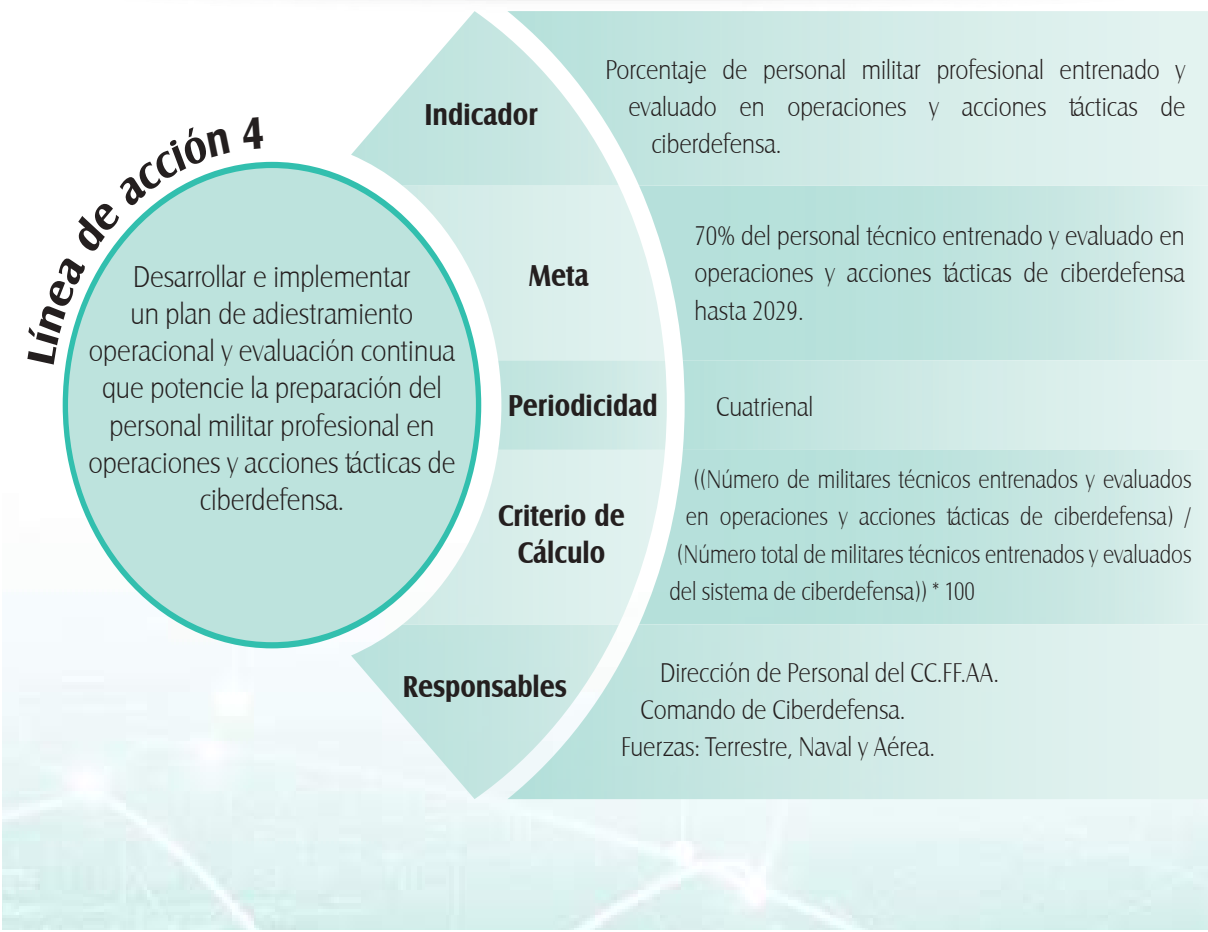 Línea de acción 4
Desarrollar e implementar
un plan de adiestramiento
operacional y evaluación continua
que potencie la preparación del
personal militar profesional en
operaciones y acciones tácticas de
ciberdefensa.
Indicador
Porcentaje de personal militar profesional entrenado y
evaluado en operaciones y acciones tácticas de
ciberdefensa.
Meta
70% del personal técnico entrenado y evaluado en
operaciones y acciones tácticas de ciberdefensa
hasta 2029.
Periodicidad
Cuatrienal
Criterio de
Cálculo
((Número de militares técnicos entrenados y evaluados
en operaciones y acciones tácticas de ciberdefensa) /
(Número total de militares técnicos entrenados y evaluados
del sistema de ciberdefensa)) * 100
Responsables
Dirección de Personal del CC.FF.AA.
Comando de Ciberdefensa.
Fuerzas: Terrestre, Naval y Aérea.